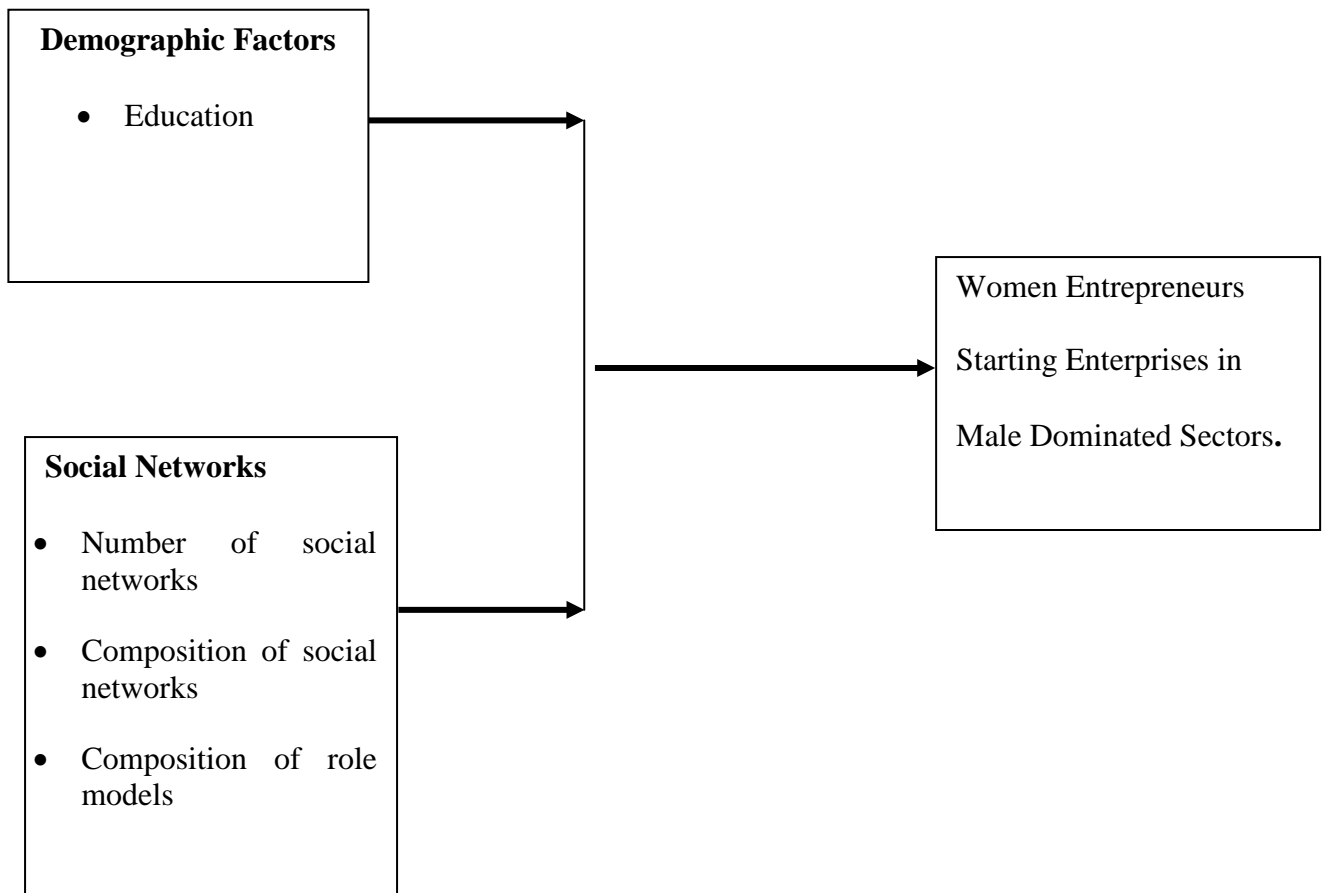 Demographic Factors
• Education
Women Entrepreneurs
Starting Enterprises in
Male Dominated Sectors.
Social Networks
• Number of social
networks
• Composition of social
networks
• Composition of role
models